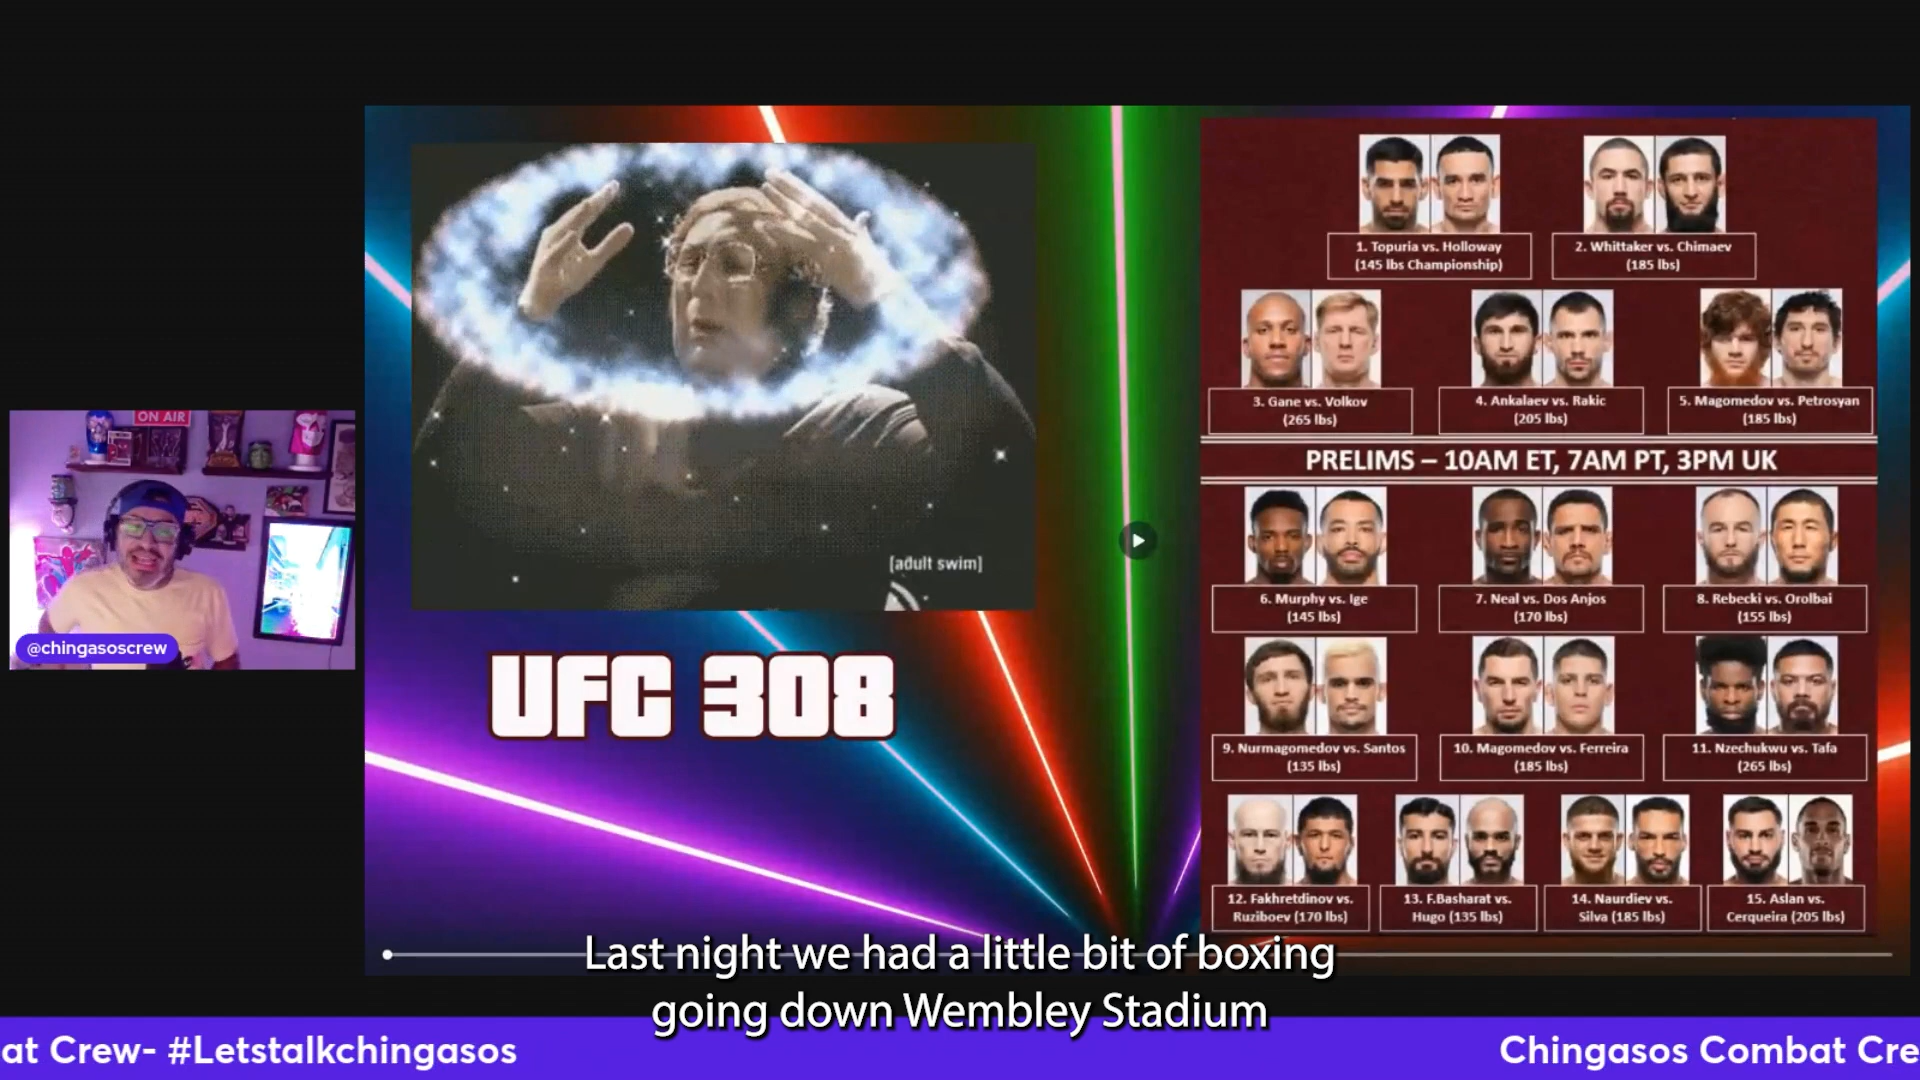 ON AIR
@chingasoscrew
[adult swim]
UFC 308
1. Topuria vs. Holloway
(145 lbs Championship)
2. Whittaker vs. Chimaev
(185 lbs)
3. Gane vs. Volkov
(265 lbs)
4. Ankalaev vs. Rakic
(205 lbs)
5. Magomedov vs. Petrosyan
(185 lbs)
PRELIMS – 10AM ET, 7AM PT, 3PM UK
6. Murphy vs. Ige
(145 lbs)
7. Neal vs. Dos Anjos
(170 lbs)
8. Rebecki vs. Orolbai
(155 lbs)
9. Nurmagomedov vs. Santos
(135 lbs)
10. Magomedov vs. Ferreira
(185 lbs)
11. Nzechukwu vs. Tafa
(265 lbs)
12. Fakhretdinov vs.
Ruziboev (170 lbs)
13. F.Basharat vs.
Hugo (135 lbs)
14. Naurdiev vs.
Silva (185 lbs)
15. Aslan vs.
Cerqueira (205 lbs)
Last night we had a little bit of boxing
going down Wembley Stadium
at Crew- #Letstalkchingasos
Chingasos Combat Cre